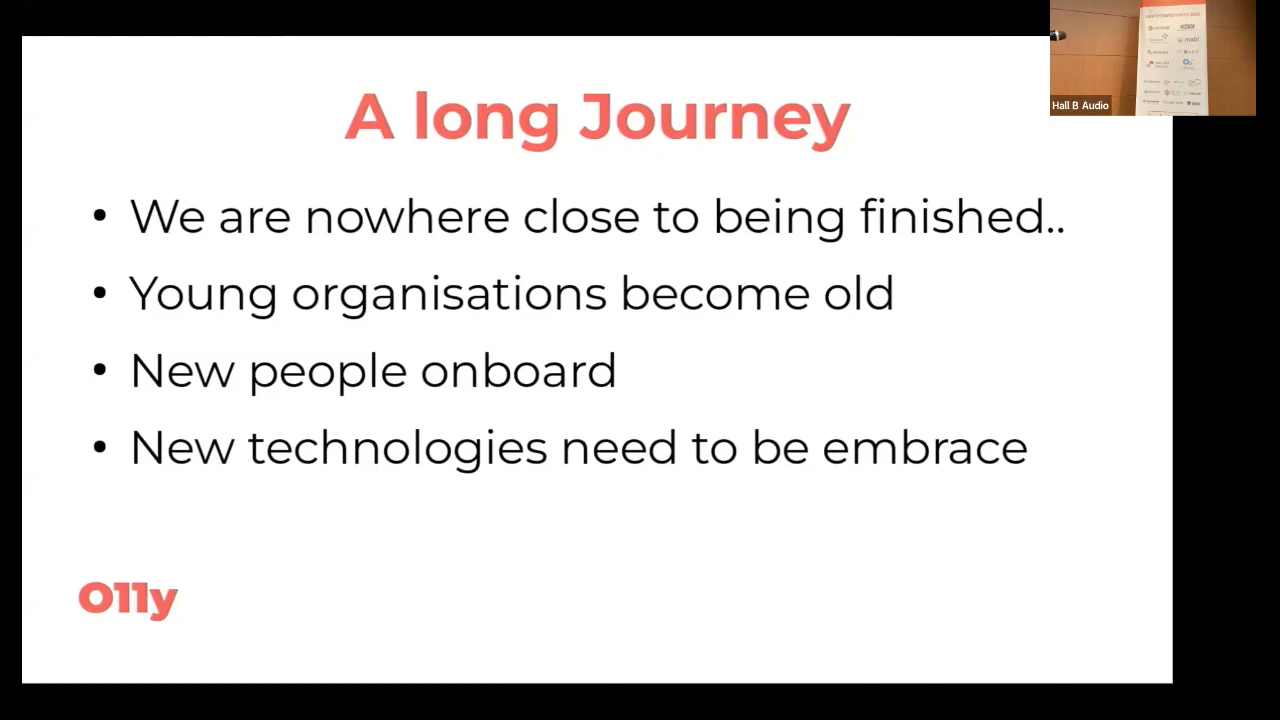 A long Journey
• We are nowhere close to being finished..
• Young organisations become old
• New people onboard
• New technologies need to be embrace
O11y
Hall B Audio
mabl